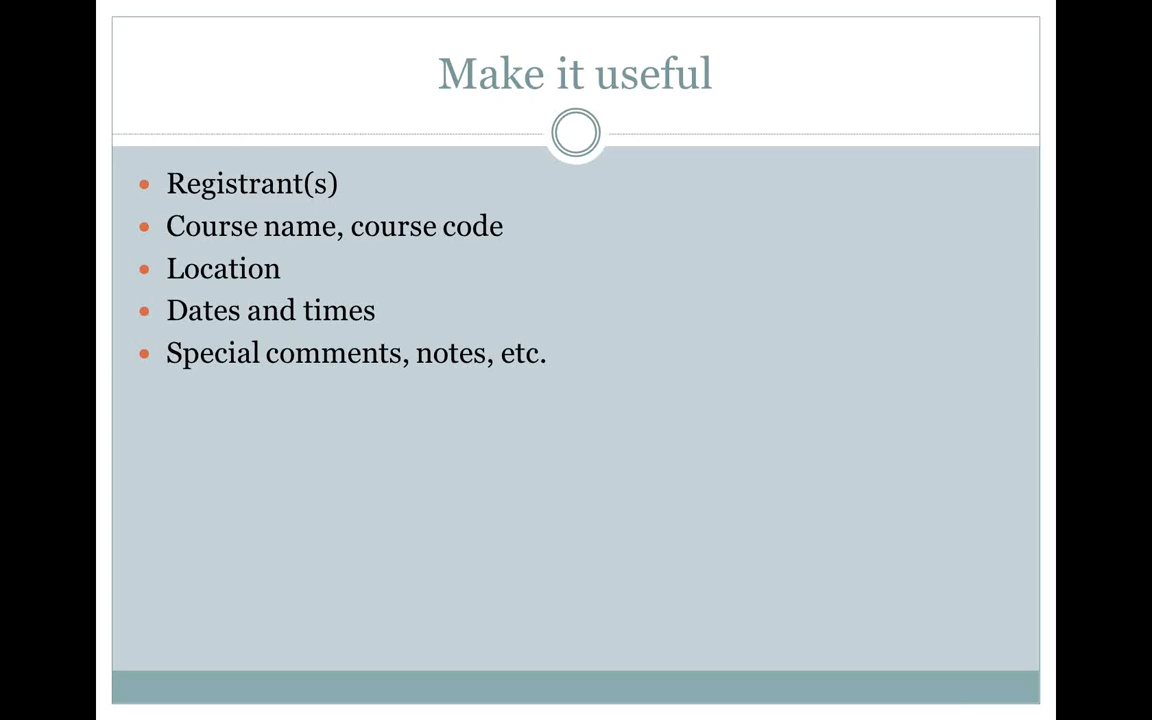 Make it useful
Registrant(s)
Course name, course code
Location
Dates and times
Special comments, notes, etc.